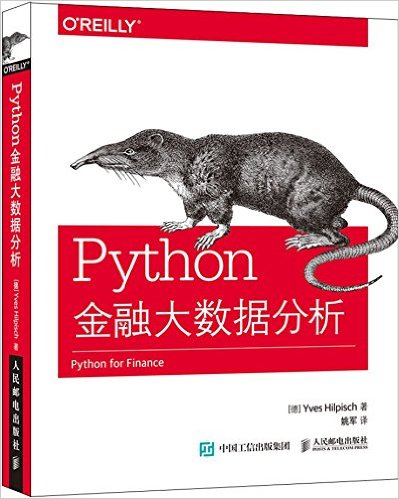 O'REILLY®
Python
金融大数据分析
Python for Finance
[德] Yves Hilpisch 著
姚军 译
中国工信出版集团
人民邮电出版社
POSTS & TELECOM PRESS
O'REILLY®
Python金融大数据分析
[德] Yves Hilpisch 著
人民邮电出版社